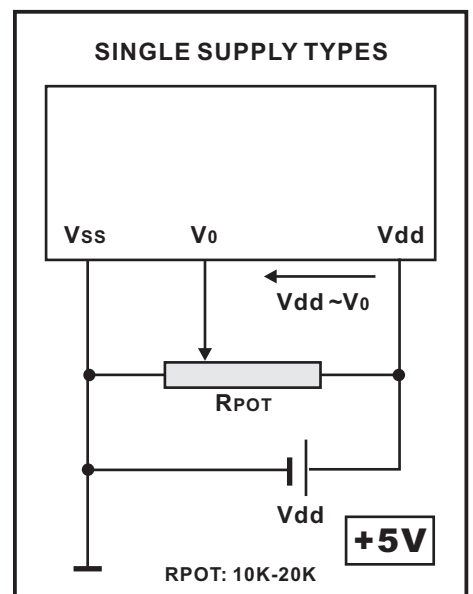 SINGLE SUPPLY TYPES
VSS V0 Vdd
Vdd ~V0
RPOT
Vdd
+5V
RPOT: 10K-20K